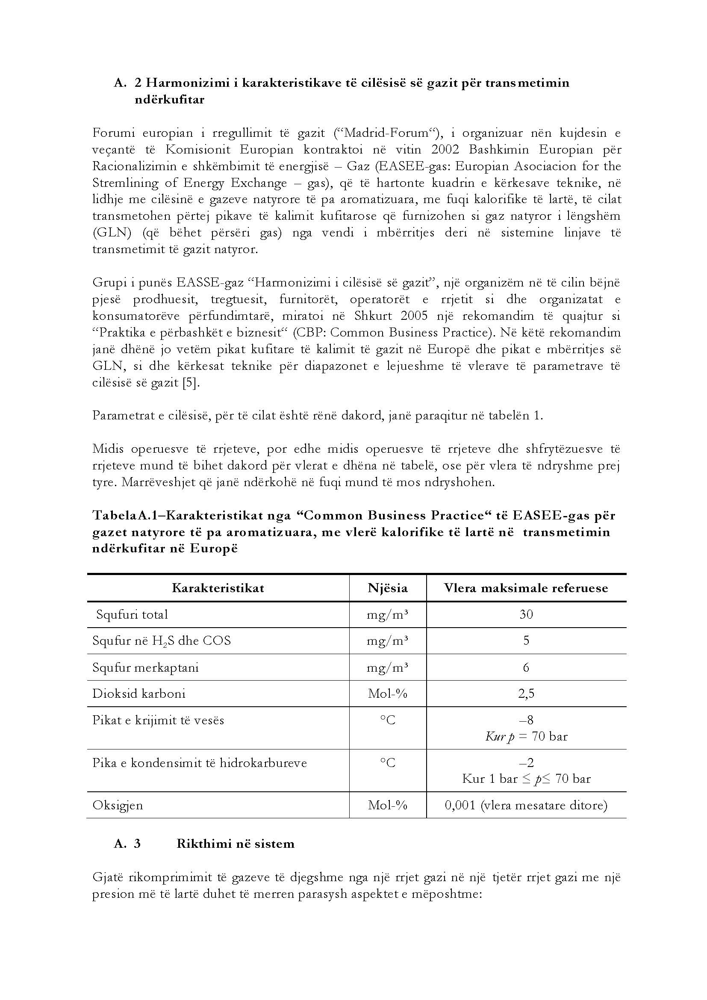 A. 2 Harmonizimi i karakteristikave të cilësisë së gazit për transmetimin
ndërkufitar
Forumi europian i rregullimit të gazit (“Madrid-Forum“), i organizuar nën kujdesin e
veçantë të Komisionit Europian kontraktoi në vitin 2002 Bashkimin Europian për
Racionalizimin e shkëmbimit të energjisë – Gaz (EASEE-gas: Europian Asociacion for the
Stremlining of Energy Exchange – gas), që të hartonte kuadrin e kërkesave teknike, në
lidhje me cilësinë e gazeve natyrore të pa aromatizuara, me fuqi kalorifike të lartë, të cilat
transmetohen përtej pikave të kalimit kufitarose që furnizohen si gaz natyror i lëngshëm
(GLN) (që bëhet përsëri gas) nga vendi i mbërritjes deri në sistemine linjave të
transmetimit të gazit natyror.
Grupi i punës EASSE-gaz “Harmonizimi i cilësisë së gazit”, një organizëm në të cilin bëjnë
pjesë prodhuesit, tregtuesit, furnitorët, operatorët e rrjetit si dhe organizatat e
konsumatorëve përfundimtarë, miratoi në Shkurt 2005 një rekomandim të quajtur si
“Praktika e përbashkët e biznesit“ (CBP: Common Business Practice). Në këtë rekomandim
janë dhënë jo vetëm pikat kufitare të kalimit të gazit në Europë dhe pikat e mbërritjes së
GLN, si dhe kërkesat teknike për diapazonet e lejueshme të vlerave të parametrave të
cilësisë së gazit [5].
Parametrat e cilësisë, për të cilat është rënë dakord, janë paraqitur në tabelën 1.
Midis operuesve të rrjeteve, por edhe midis operuesve të rrjeteve dhe shfrytëzuesve të
rrjeteve mund të bihet dakord për vlerat e dhëna në tabelë, ose për vlera të ndryshme prej
tyre. Marrëveshjet që janë ndërkohë në fuqi mund të mos ndryshohen.
TabelaA.1–Karakteristikat nga “Common Business Practice“ të EASEE-gas për
gazet natyrore të pa aromatizuara, me vlerë kalorifike të lartë në transmetimin
ndërkufitar në Europë
Karakteristikat Njësia Vlera maksimale referuese
Squfuri total mg/m³ 30
Squfur në H₂S dhe COS mg/m³ 5
Squfur merkaptani mg/m³ 6
Dioksid karboni Mol-% 2,5
Pikat e krijimit të vesës °C –8
Kur p = 70 bar
Pika e kondensimit të hidrokarbureve °C –2
Kur 1 bar ≤ p≤ 70 bar
Oksigjen Mol-% 0,001 (vlera mesatare ditore)
A. 3 Rikthimi në sistem
Gjatë rikomprimimit të gazeve të djegshme nga një rrjet gazi në një tjetër rrjet gazi me një
presion më të lartë duhet të merren parasysh aspektet e mëposhtme: